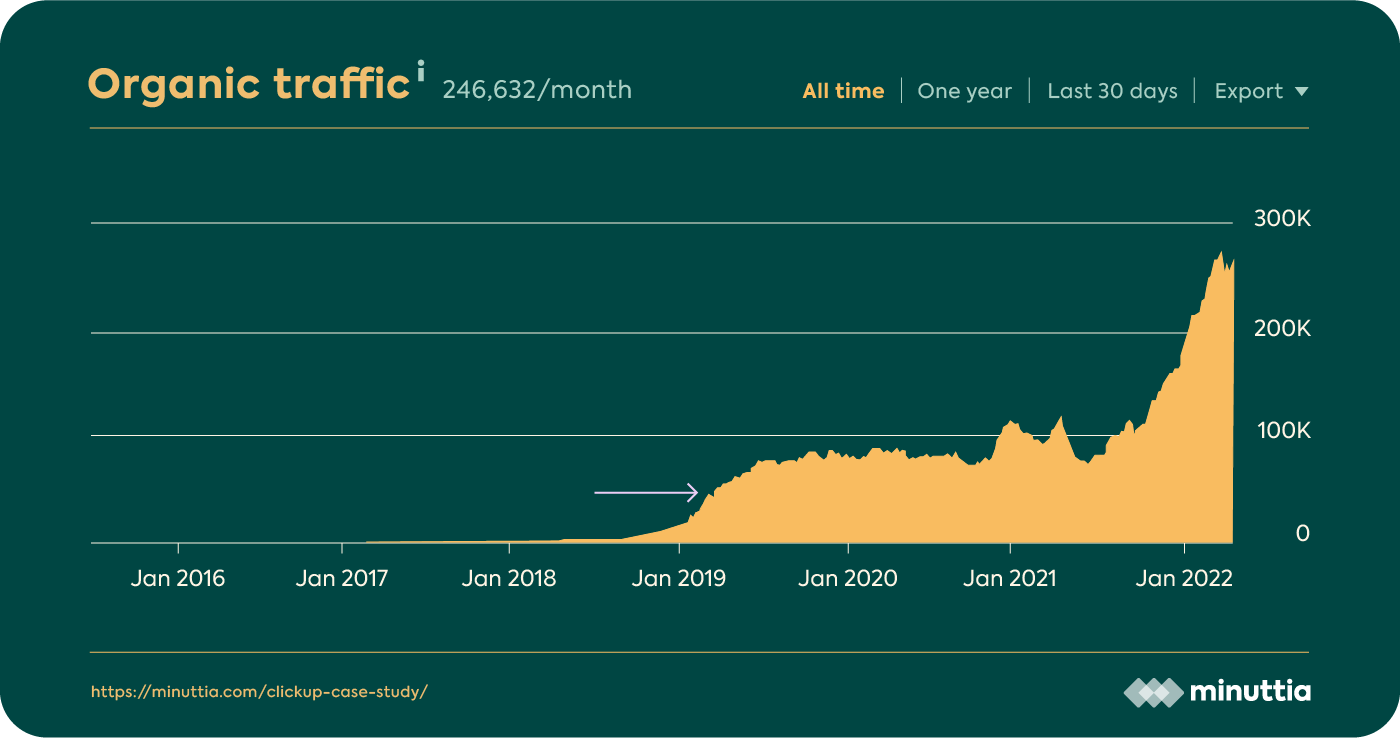 Organic traffic i 246,632/month All time One year Last 30 days Export
300K
200K
100K
0
Jan 2016 Jan 2017 Jan 2018 Jan 2019 Jan 2020 Jan 2021 Jan 2022
https://minuttia.com/clickup-case-study/ minuttia